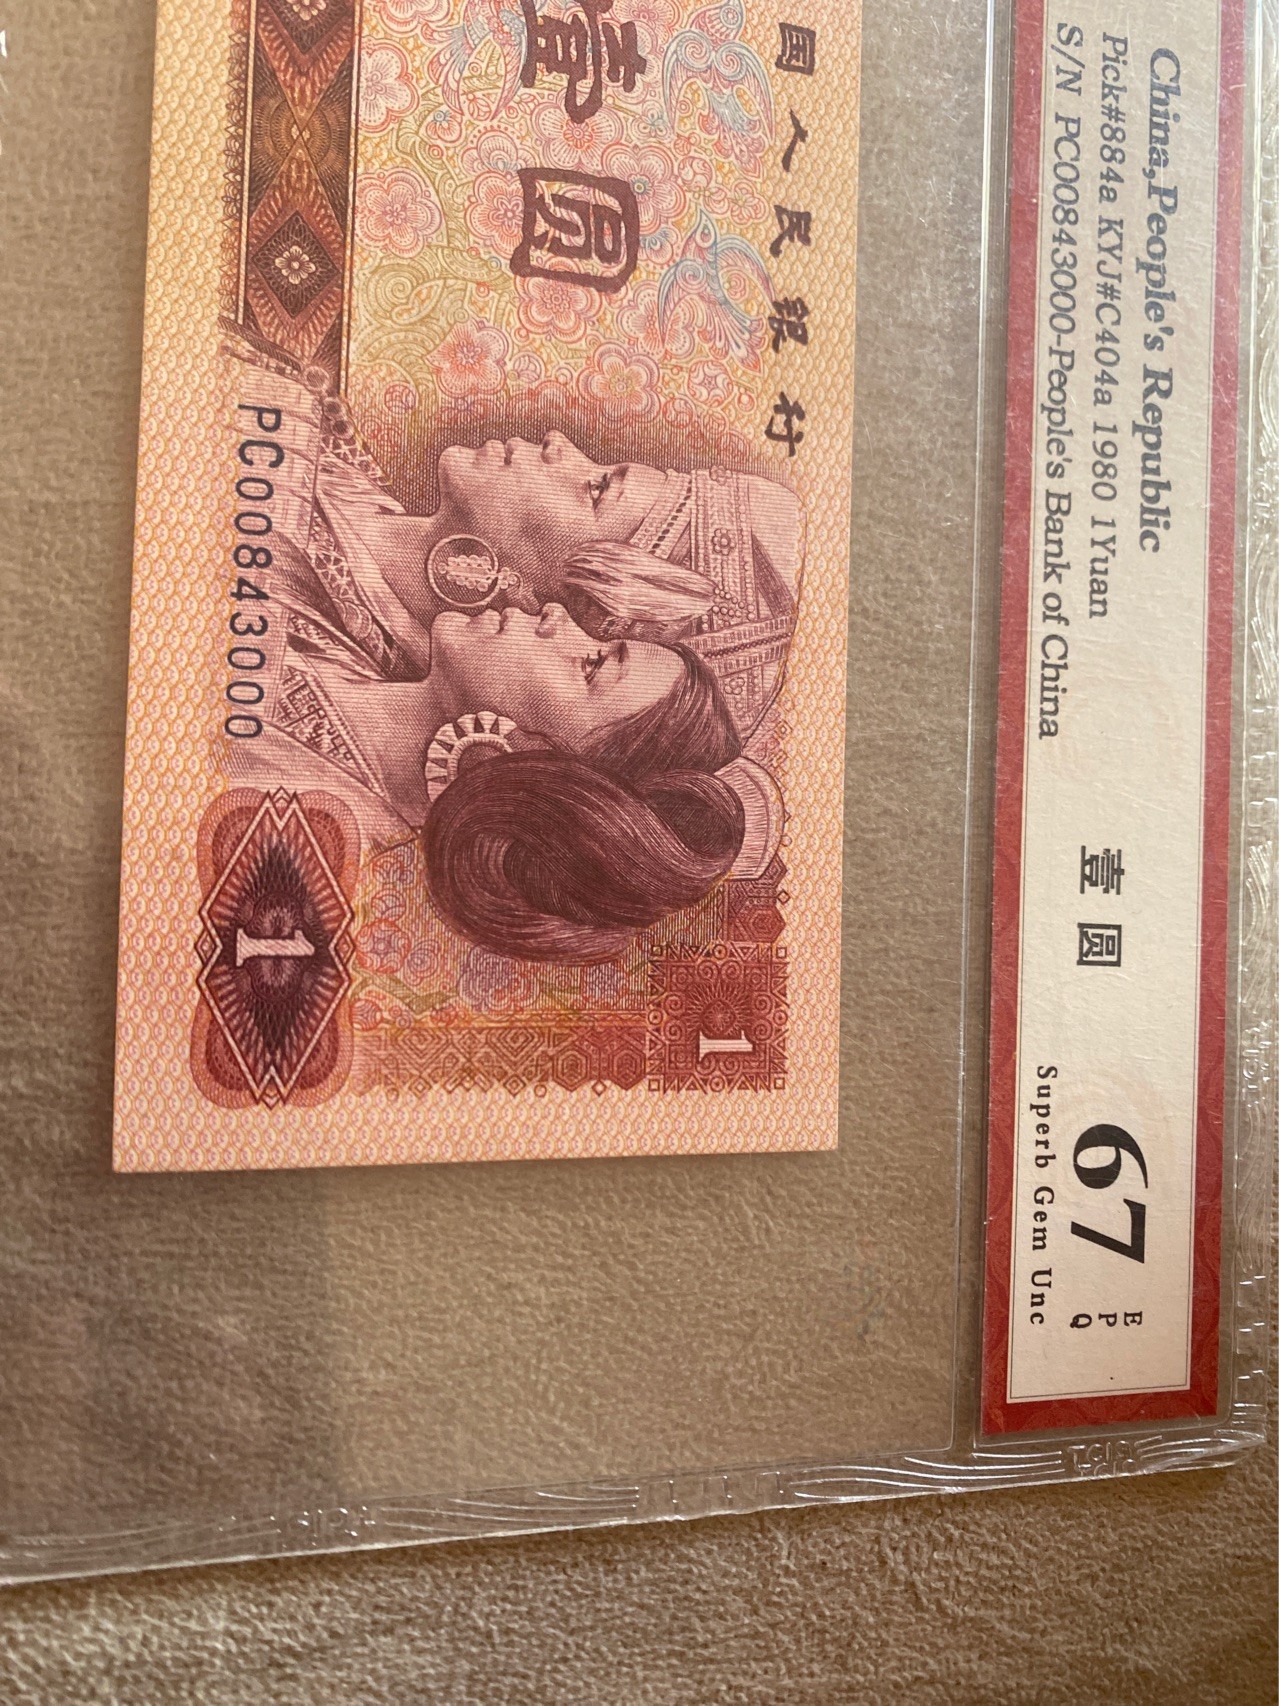 China,People's Republic
Pick#884a KYJ#C404a 1980 1Yuan
S/N PC00843000-People's Bank of China
壹圆
67
EPQ
Superb Gem Unc
国人民银行
壹圆
PC00843000
1
1